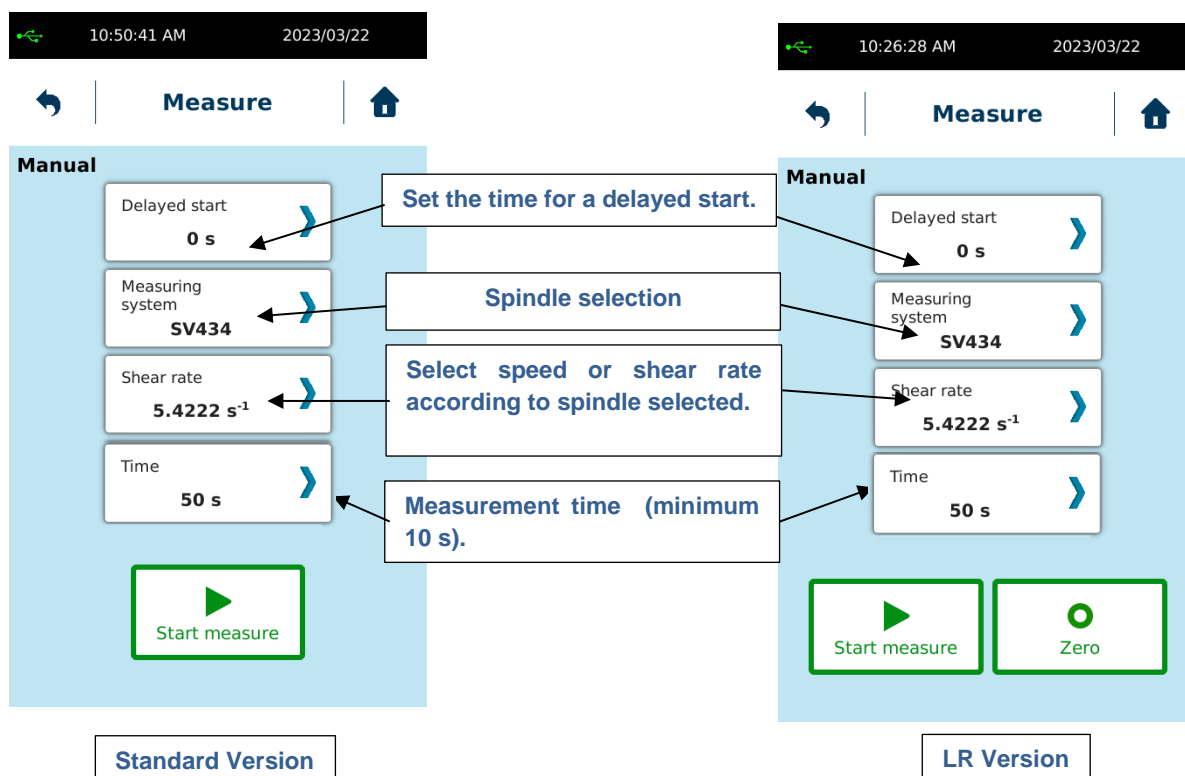 10:50:41 AM 2023/03/22
Measure
Manual
Delayed start
0 s
Measuring
system
SV434
Shear rate
5.4222 s⁻¹
Time
50 s
Start measure
Standard Version
Set the time for a delayed start.
Spindle selection
Select speed or shear rate
according to spindle selected.
Measurement time (minimum
10 s).
10:26:28 AM 2023/03/22
Measure
Manual
Delayed start
0 s
Measuring
system
SV434
Shear rate
5.4222 s⁻¹
Time
50 s
Start measure
Zero
LR Version